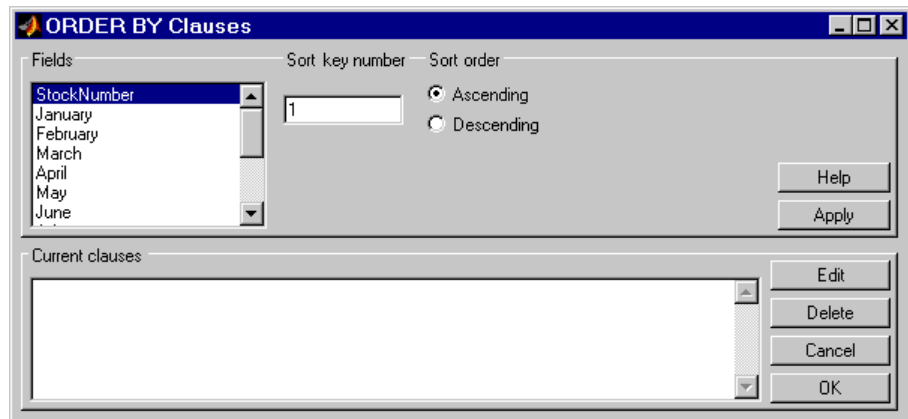 ORDER BY Clauses
Fields
Sort key number
Sort order
StockNumber
January
February
March
April
May
June
1
Ascending
Descending
Help
Apply
Current clauses
Edit
Delete
Cancel
OK